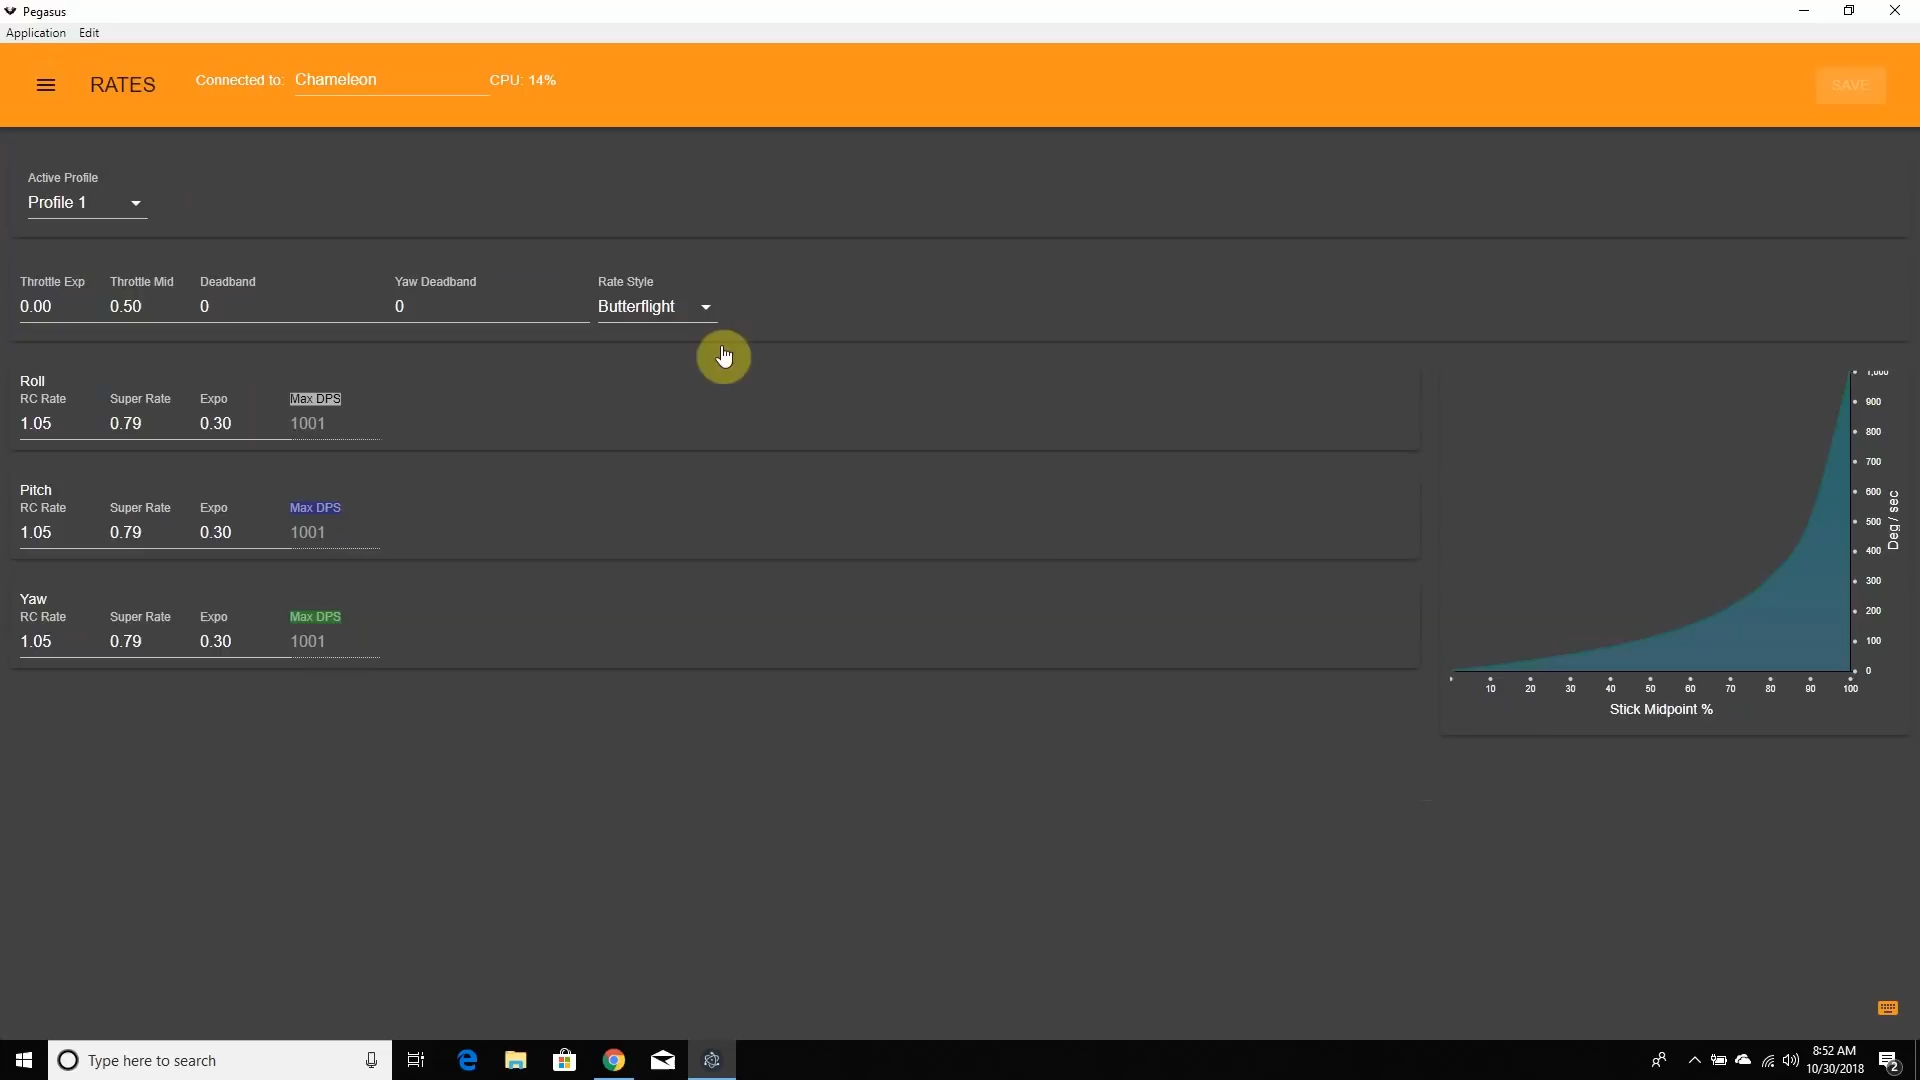 Pegasus
Application Edit
RATES Connected to: Chameleon CPU: 14% SAVE
Active Profile
Profile 1
Throttle Exp Throttle Mid Deadband Yaw Deadband Rate Style
0.00 0.50 0 0 Butterflight
Roll
RC Rate Super Rate Expo Max DPS
1.05 0.79 0.30 1001
Pitch
RC Rate Super Rate Expo Max DPS
1.05 0.79 0.30 1001
Yaw
RC Rate Super Rate Expo Max DPS
1.05 0.79 0.30 1001
1,000
900
800
700
600
500
400
300
200
100
0
Deg / sec
10 20 30 40 50 60 70 80 90 100
Stick Midpoint %
Type here to search
8:52 AM
10/30/2018
2